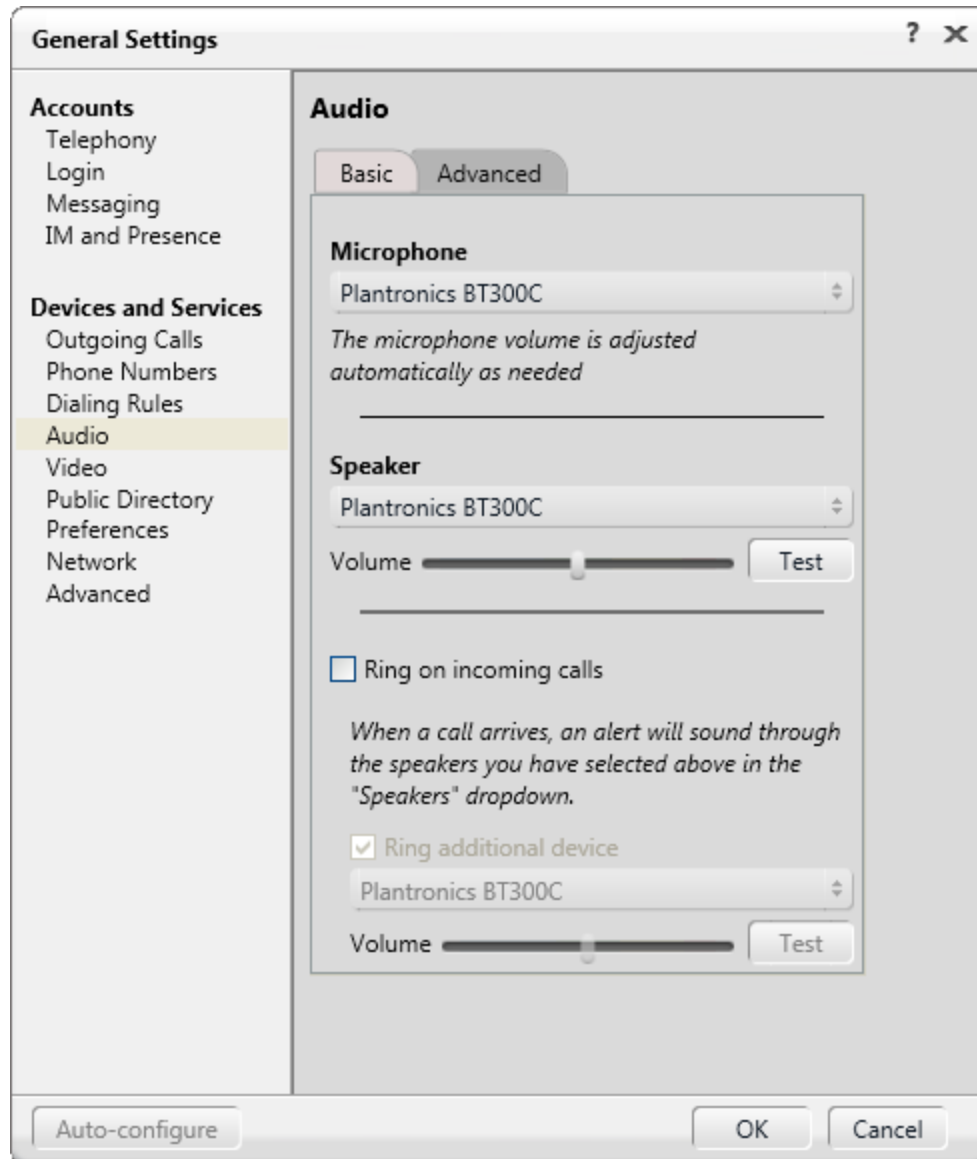 General Settings
?
Accounts
Telephony
Login
Messaging
IM and Presence
Devices and Services
Outgoing Calls
Phone Numbers
Dialing Rules
Audio
Video
Public Directory
Preferences
Network
Advanced
Audio
Basic
Advanced
Microphone
Plantronics BT300C
The microphone volume is adjusted
automatically as needed
Speaker
Plantronics BT300C
Volume
Test
Ring on incoming calls
When a call arrives, an alert will sound through
the speakers you have selected above in the
"Speakers" dropdown.
Ring additional device
Plantronics BT300C
Volume
Test
Auto-configure
OK
Cancel